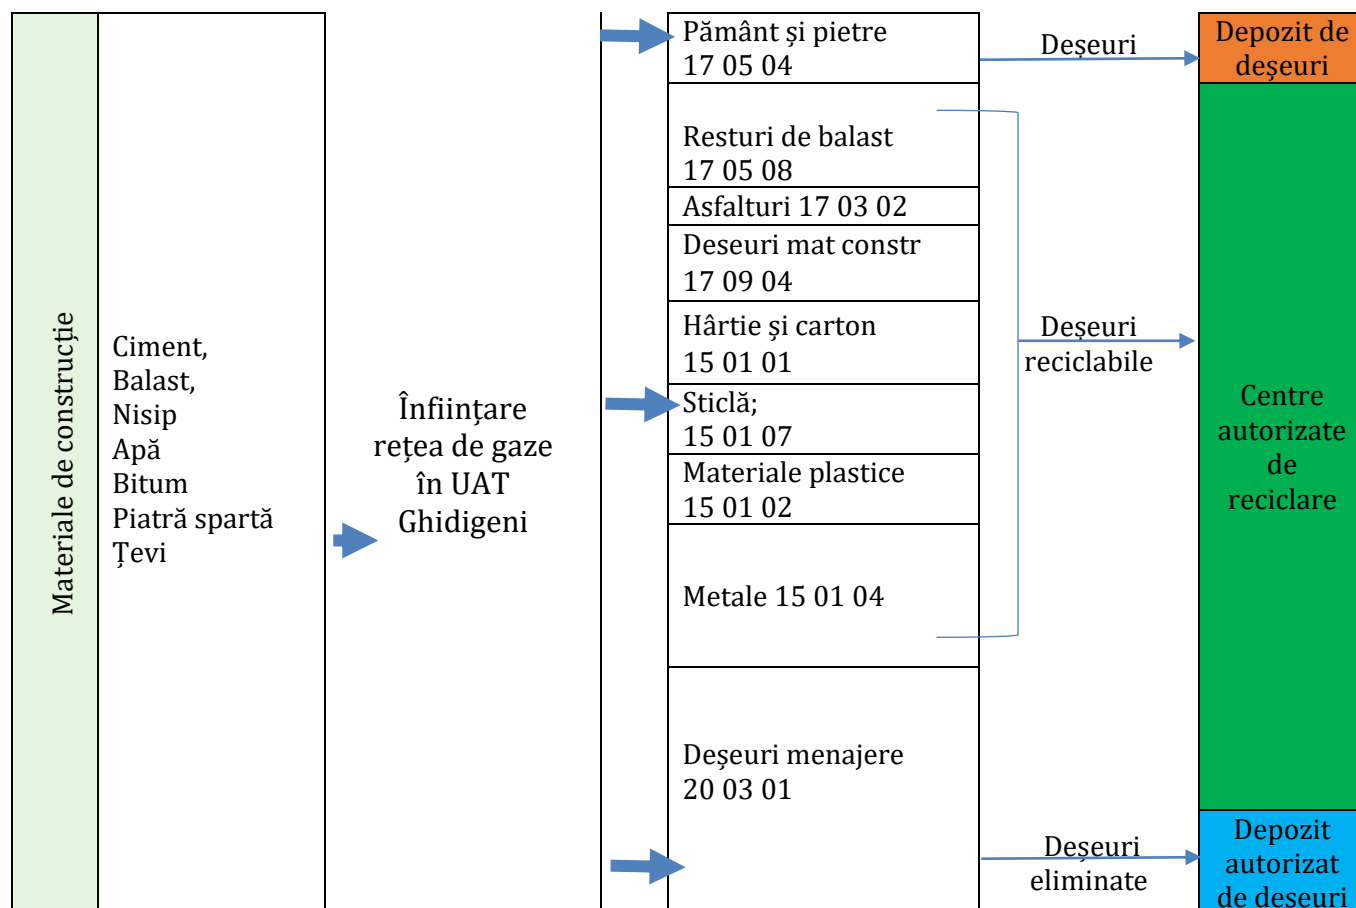 Materiale de construcție
Ciment,
Balast,
Nisip
Apă
Bitum
Piatră spartă
Țevi
Înființare
rețea de gaze
în UAT
Ghidigeni
Pământ și pietre
17 05 04
Resturi de balast
17 05 08
Asfalturi 17 03 02
Deseuri mat constr
17 09 04
Hârtie și carton
15 01 01
Sticlă;
15 01 07
Materiale plastice
15 01 02
Metale 15 01 04
Deșeuri menajere
20 03 01
Deșeuri
Deșeuri
reciclabile
Deșeuri
eliminate
Depozit de
deșeuri
Centre
autorizate
de
reciclare
Depozit
autorizat
de deseuri